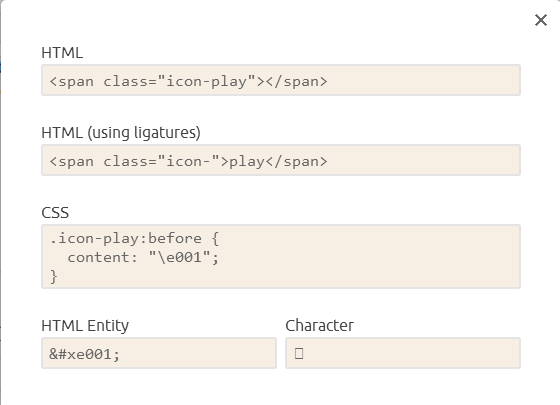 HTML
<span class="icon-play"></span>
HTML (using ligatures)
<span class="icon-">play</span>
CSS
.icon-play:before {
  content: "\e001";
}
HTML Entity
&#xe001;
Character